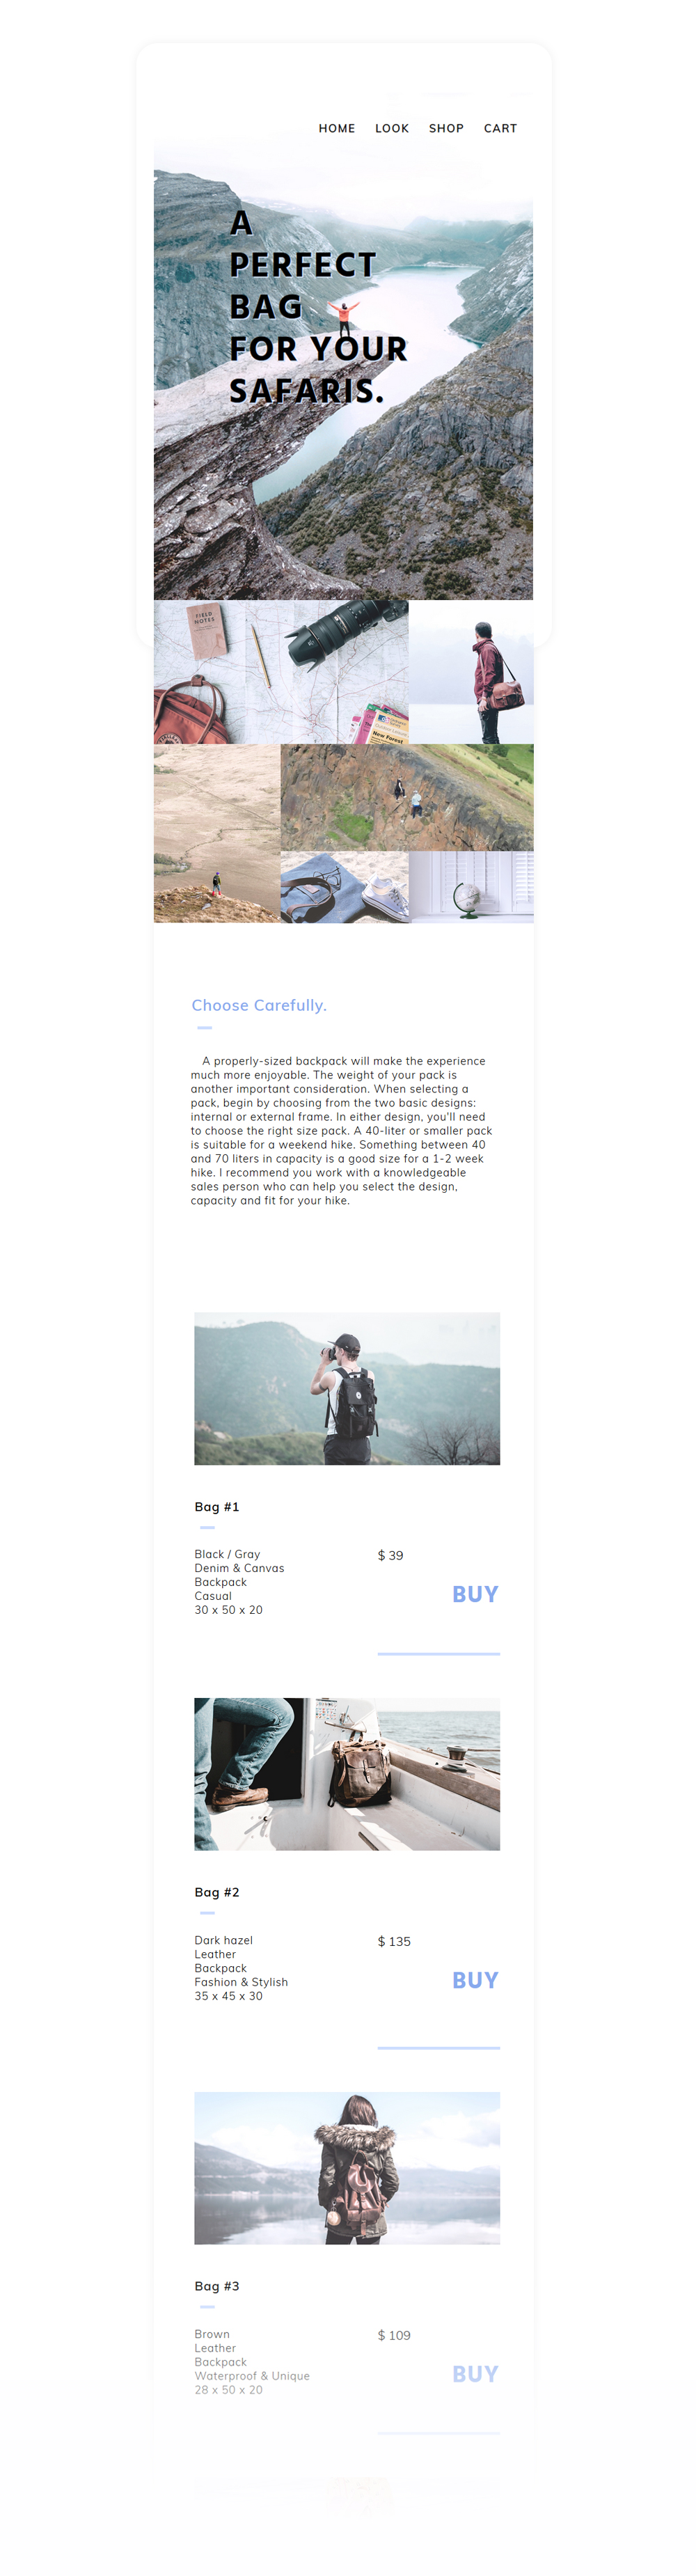 HOME LOOK SHOP CART
A
PERFECT
BAG
FOR YOUR
SAFARIS.
FIELD
NOTES
New Forest
Choose Carefully.
A properly-sized backpack will make the experience
much more enjoyable. The weight of your pack is
another important consideration. When selecting a
pack, begin by choosing from the two basic designs:
internal or external frame. In either design, you'll need
to choose the right size pack. A 40-liter or smaller pack
is suitable for a weekend hike. Something between 40
and 70 liters in capacity is a good size for a 1-2 week
hike. I recommend you work with a knowledgeable
sales person who can help you select the design,
capacity and fit for your hike.
Bag #1
Black / Gray
Denim & Canvas
Backpack
Casual
30 x 50 x 20
$ 39
BUY
Bag #2
Dark hazel
Leather
Backpack
Fashion & Stylish
35 x 45 x 30
$ 135
BUY
Bag #3
Brown
Leather
Backpack
Waterproof & Unique
28 x 50 x 20
$ 109
BUY